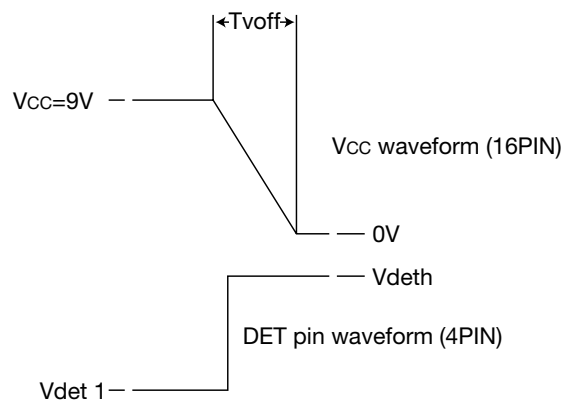 Tvoff
Vcc=9V
Vcc waveform (16PIN)
0V
Vdeth
DET pin waveform (4PIN)
Vdet 1